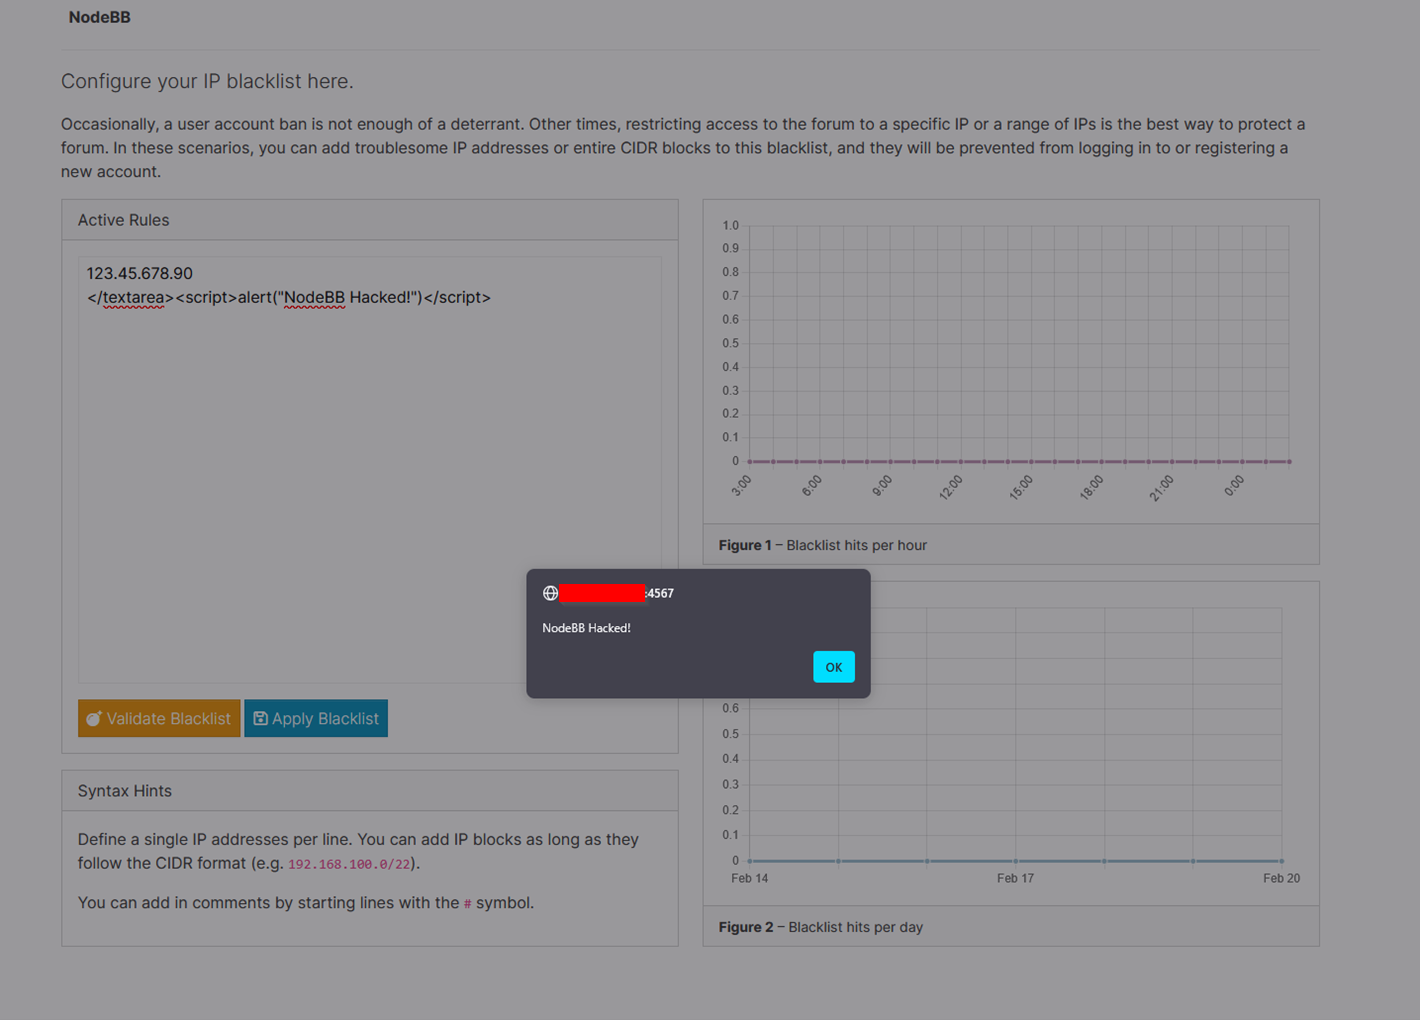 NodeBB
Configure your IP blacklist here.
Occasionally, a user account ban is not enough of a deterrant. Other times, restricting access to the forum to a specific IP or a range of IPs is the best way to protect a
forum. In these scenarios, you can add troublesome IP addresses or entire CIDR blocks to this blacklist, and they will be prevented from logging in to or registering a
new account.
Active Rules
123.45.678.90
</textarea><script>alert("NodeBB Hacked!")</script>
Validate Blacklist
Apply Blacklist
Syntax Hints
Define a single IP addresses per line. You can add IP blocks as long as they
follow the CIDR format (e.g. 192.168.100.0/22).
You can add in comments by starting lines with the # symbol.
1.0
0.9
0.8
0.7
0.6
0.5
0.4
0.3
0.2
0.1
0
3:00
6:00
9:00
12:00
15:00
18:00
21:00
0:00
Figure 1 – Blacklist hits per hour
:4567
NodeBB Hacked!
OK
0.6
0.5
0.4
0.3
0.2
0.1
0
Feb 14
Feb 17
Feb 20
Figure 2 – Blacklist hits per day